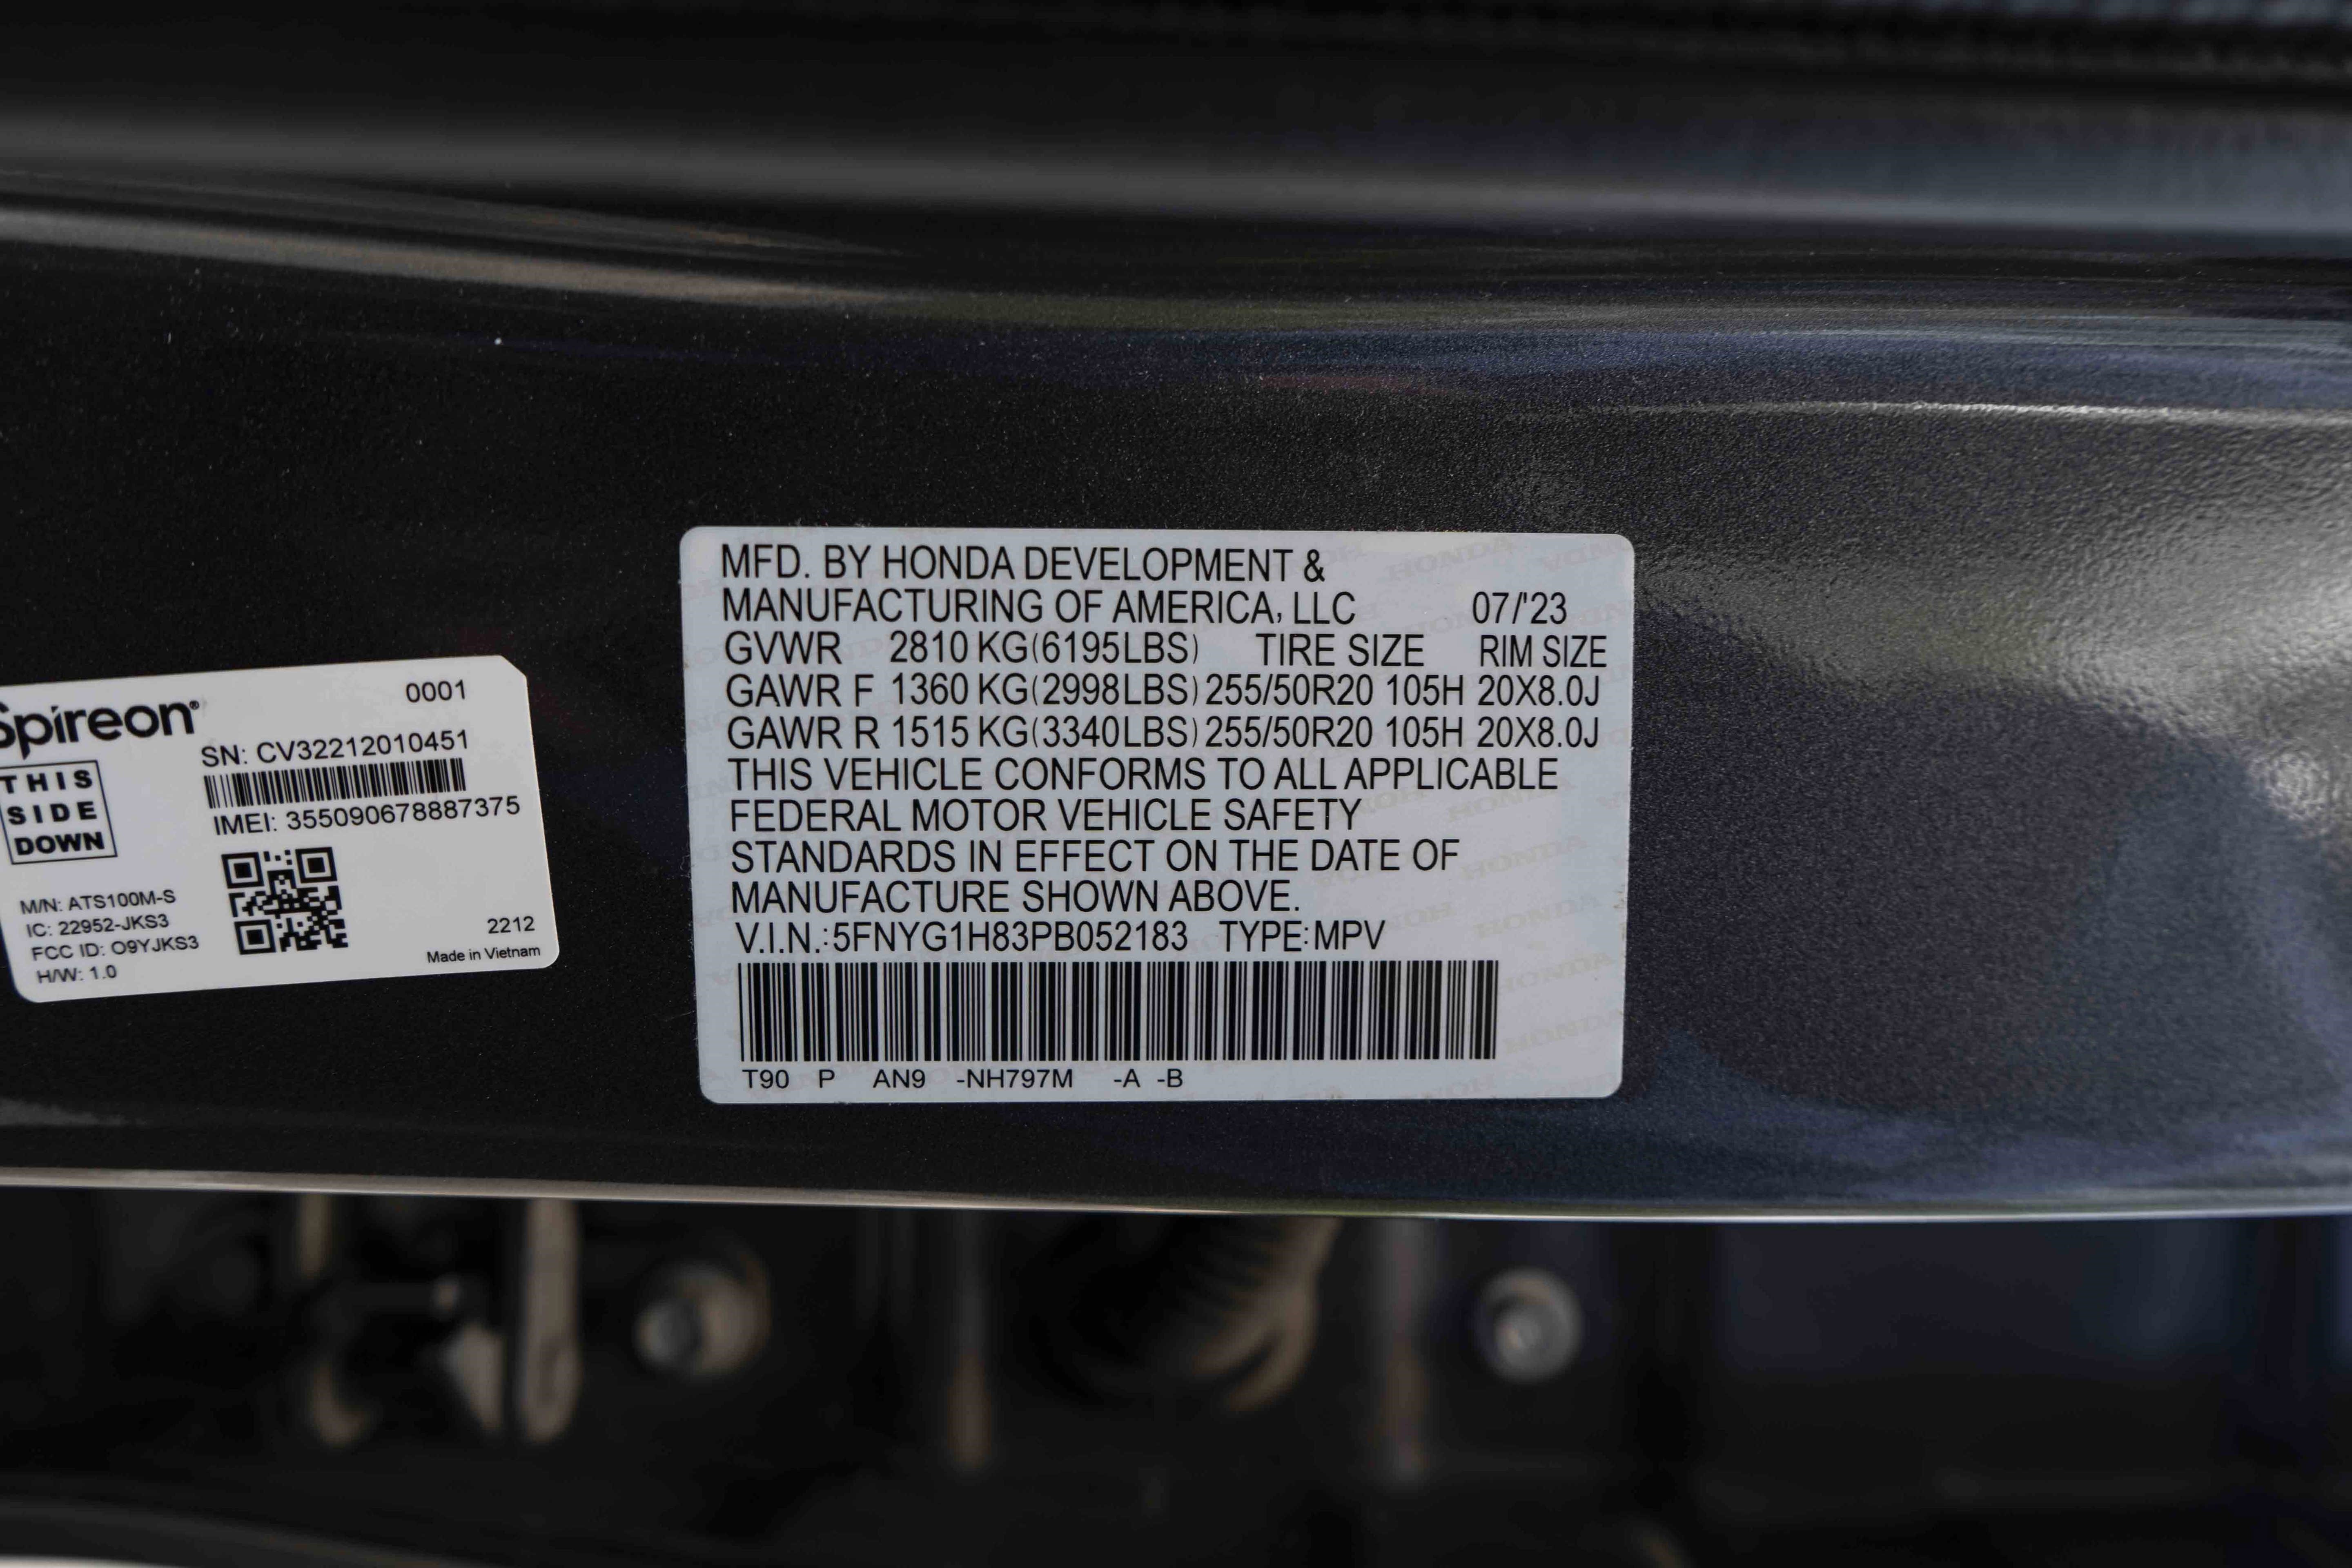 Spireon®
0001
SN: CV32212010451
THIS
SIDE
DOWN
IMEI: 355090678887375
M/N: ATS100M-S
IC: 22952-JKS3
FCC ID: O9YJKS3
H/W: 1.0
2212
Made in Vietnam
MFD. BY HONDA DEVELOPMENT &
MANUFACTURING OF AMERICA, LLC 07/'23
GVWR 2810 KG(6195LBS) TIRE SIZE RIM SIZE
GAWR F 1360 KG(2998LBS) 255/50R20 105H 20X8.0J
GAWR R 1515 KG(3340LBS) 255/50R20 105H 20X8.0J
THIS VEHICLE CONFORMS TO ALL APPLICABLE
FEDERAL MOTOR VEHICLE SAFETY
STANDARDS IN EFFECT ON THE DATE OF
MANUFACTURE SHOWN ABOVE.
V.I.N.:5FNYG1H83PB052183 TYPE:MPV
T90 P AN9 -NH797M -A -B